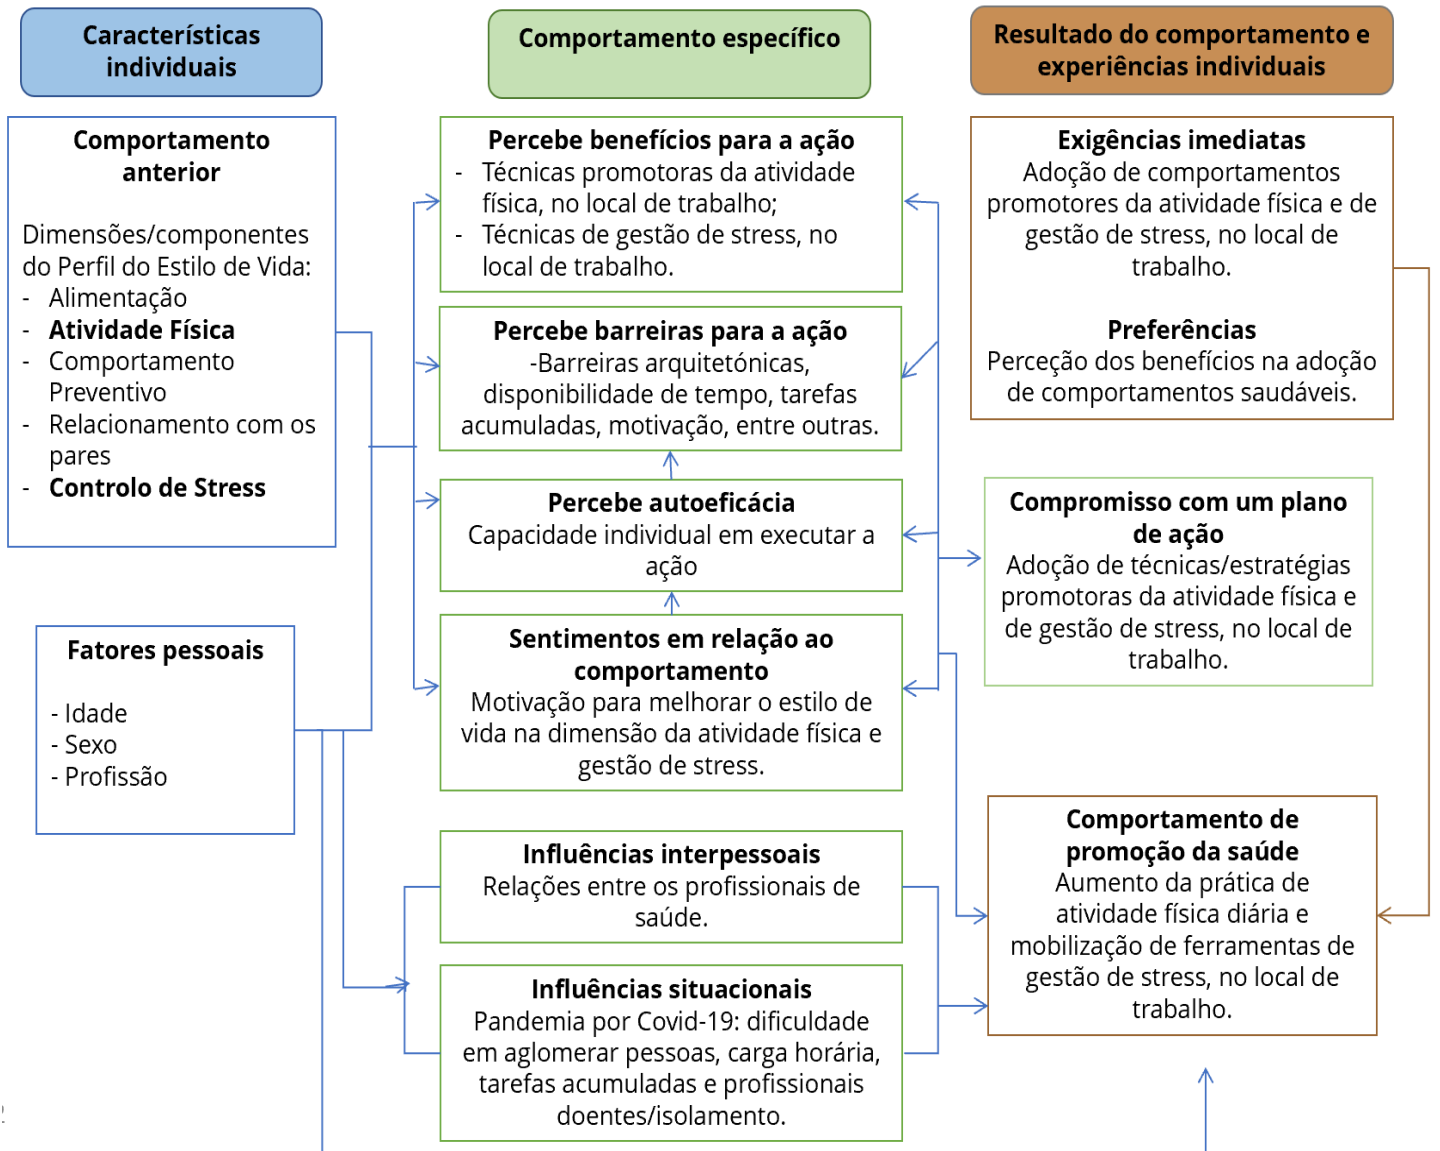 Características
individuais
Comportamento específico
Resultado do comportamento e
experiências individuais
Comportamento
anterior
Dimensões/componentes
do Perfil do Estilo de Vida:
- Alimentação
- Atividade Física
- Comportamento
Preventivo
- Relacionamento com os
pares
- Controlo de Stress
Fatores pessoais
- Idade
- Sexo
- Profissão
Percebe benefícios para a ação
- Técnicas promotoras da atividade
física, no local de trabalho;
- Técnicas de gestão de stress, no
local de trabalho.
Percebe barreiras para a ação
-Barreiras arquitetónicas,
disponibilidade de tempo, tarefas
acumuladas, motivação, entre outras.
Percebe autoeficácia
Capacidade individual em executar a
ação
Sentimentos em relação ao
comportamento
Motivação para melhorar o estilo de
vida na dimensão da atividade física e
gestão de stress.
Influências interpessoais
Relações entre os profissionais de
saúde.
Influências situacionais
Pandemia por Covid-19: dificuldade
em aglomerar pessoas, carga horária,
tarefas acumuladas e profissionais
doentes/isolamento.
Exigências imediatas
Adoção de comportamentos
promotores da atividade física e de
gestão de stress, no local de
trabalho.
Preferências
Perceção dos benefícios na adoção
de comportamentos saudáveis.
Compromisso com um plano
de ação
Adoção de técnicas/estratégias
promotoras da atividade física e
de gestão de stress, no local de
trabalho.
Comportamento de
promoção da saúde
Aumento da prática de
atividade física diária e
mobilização de ferramentas de
gestão de stress, no local de
trabalho.